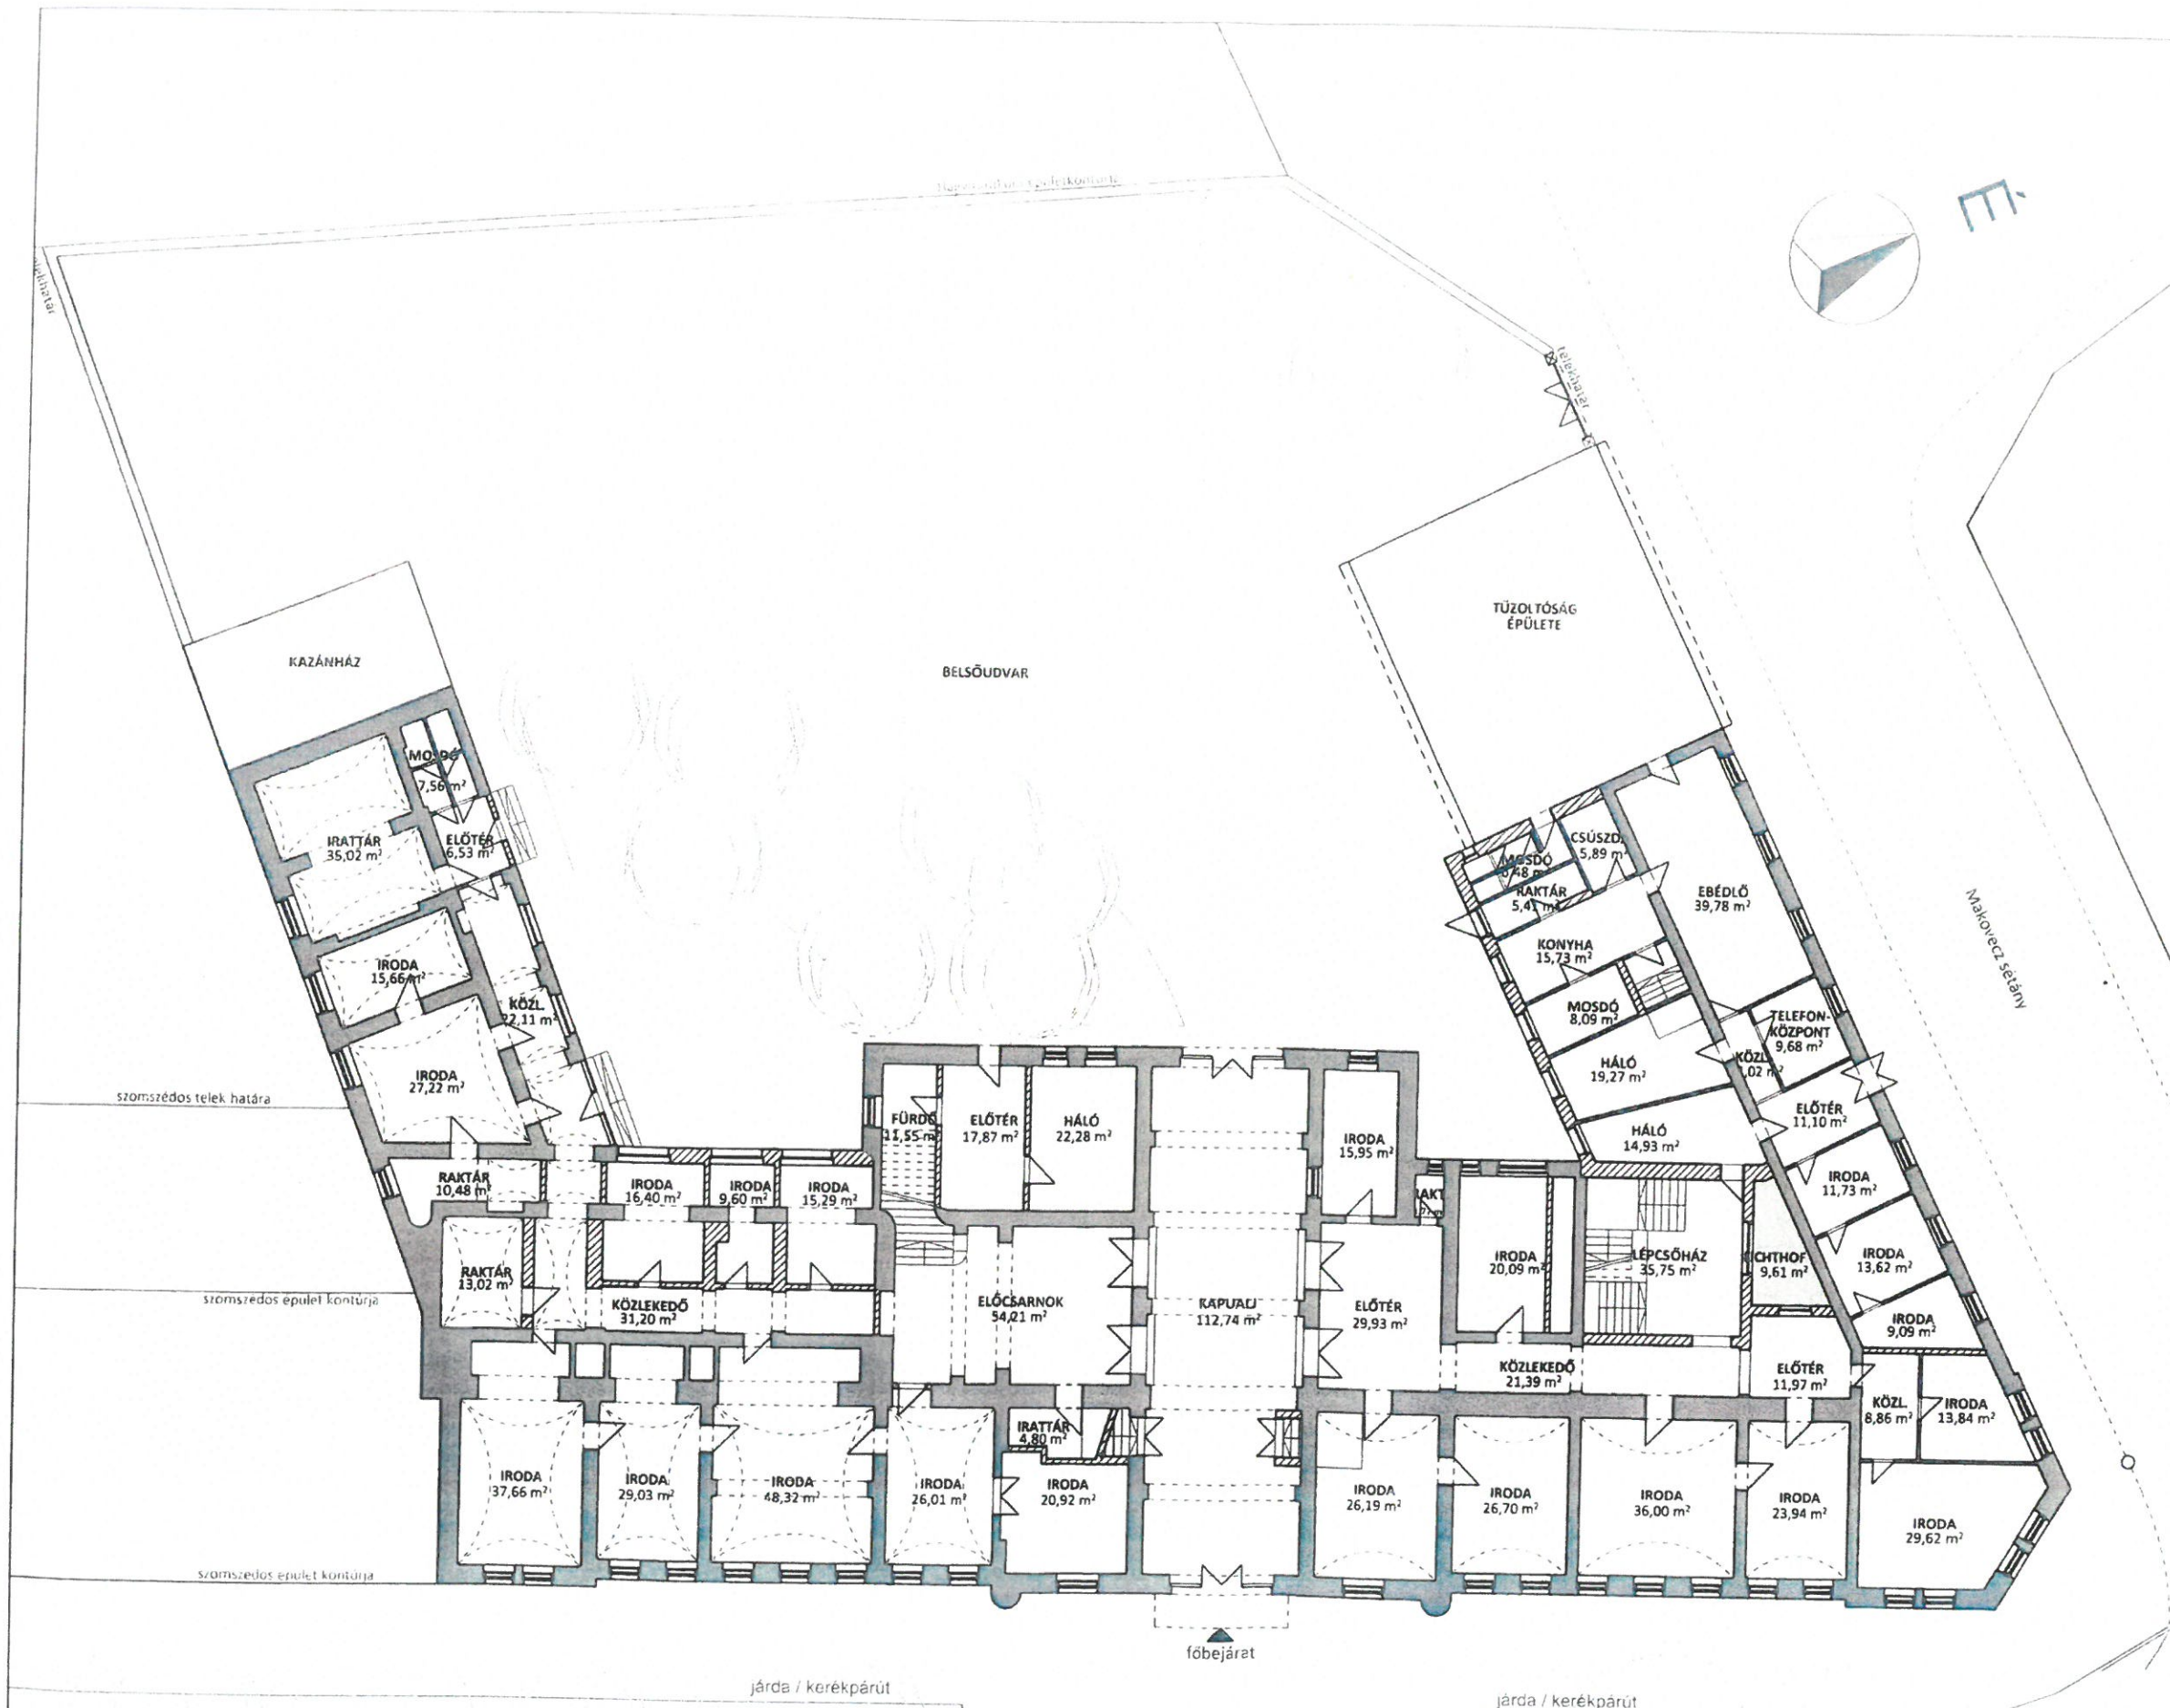 É
telekhatár
telekhatár
TŰZOLTÓSÁG
ÉPÜLETE
KAZÁNHÁZ
BELSŐUDVAR
MOSDÓ
7,56 m²
IRATTÁR
35,02 m²
ELŐTÉR
6,53 m²
CSÚSZD.
5,89 m²
MOSDÓ
RAKTÁR
5,41 m²
EBÉDLŐ
39,78 m²
Makovecz sétány
KONYHA
15,73 m²
IRODA
15,66 m²
KÖZL.
22,11 m²
MOSDÓ
8,09 m²
TELEFON-
KÖZPONT
9,68 m²
IRODA
27,22 m²
HÁLÓ
19,27 m²
KÖZL.
szomszédos telek határa
FÜRDŐ
11,55 m²
ELŐTÉR
17,87 m²
HÁLÓ
22,28 m²
IRODA
15,95 m²
HÁLÓ
14,93 m²
ELŐTÉR
11,10 m²
RAKTÁR
10,48 m²
IRODA
16,40 m²
IRODA
9,60 m²
IRODA
15,29 m²
IRODA
11,73 m²
RAKTÁR
13,02 m²
IRODA
20,09 m²
LÉPCSŐHÁZ
35,75 m²
LICHTHOF
9,61 m²
IRODA
13,62 m²
szomszédos épület kontúrja
KÖZLEKEDŐ
31,20 m²
ELŐCSARNOK
54,21 m²
KAPUALJ
112,74 m²
ELŐTÉR
29,93 m²
IRODA
9,09 m²
KÖZLEKEDŐ
21,39 m²
ELŐTÉR
11,97 m²
KÖZL.
8,86 m²
IRODA
13,84 m²
IRATTÁR
4,80 m²
IRODA
37,66 m²
IRODA
29,03 m²
IRODA
48,32 m²
IRODA
26,01 m²
IRODA
20,92 m²
IRODA
26,19 m²
IRODA
26,70 m²
IRODA
36,00 m²
IRODA
23,94 m²
IRODA
29,62 m²
szomszédos épület kontúrja
főbejárat
járda / kerékpárút
járda / kerékpárút